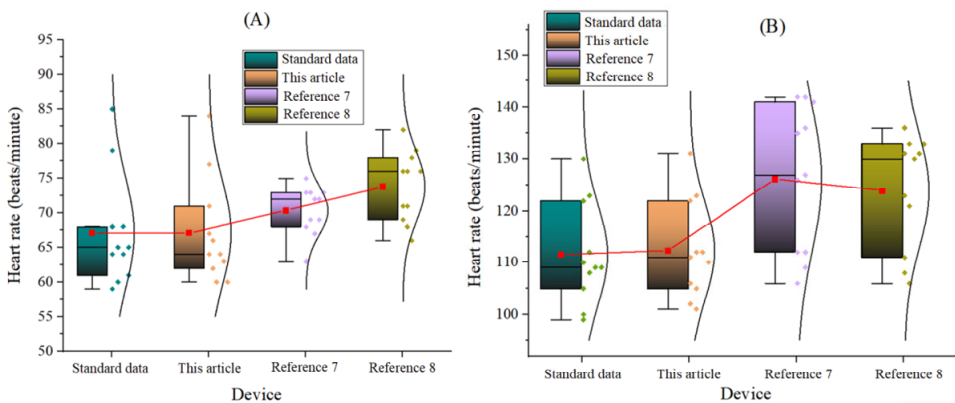 (A)
95
90
85
80
75
70
65
60
55
50
Heart rate (beats/minute)
Standard data
This article
Reference 7
Reference 8
Standard data
This article
Reference 7
Reference 8
Device
(B)
150
140
130
120
110
100
Heart rate (beats/minute)
Standard data
This article
Reference 7
Reference 8
Standard data
This article
Reference 7
Reference 8
Device